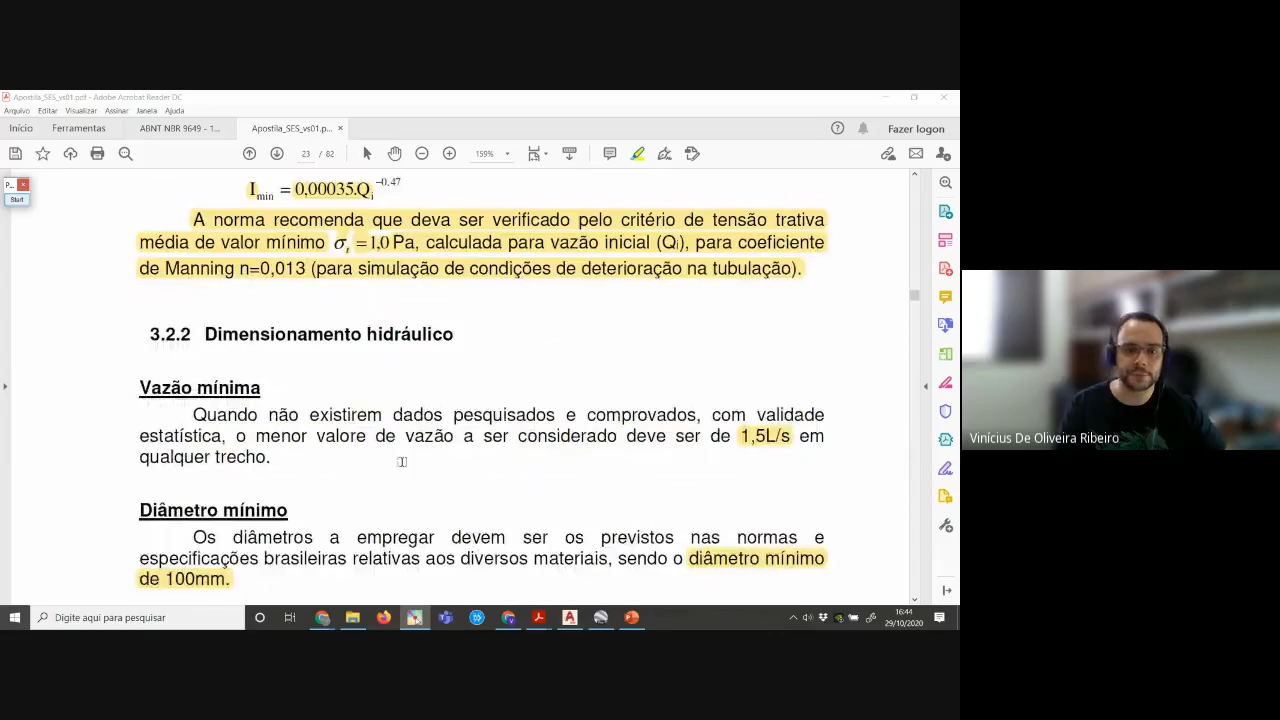 Apostila_SES_vs01.pdf - Adobe Acrobat Reader DC
Arquivo Editar Visualizar Assinar Janela Ajuda
Início Ferramentas ABNT NBR 9649 - 1... Apostila_SES_vs01.p... × Fazer logon
23 / 82 159%
P...
Start
I min = 0,00035.Q i −0,47
A norma recomenda que deva ser verificado pelo critério de tensão trativa
média de valor mínimo σ t = 1,0 Pa, calculada para vazão inicial (Qi), para coeficiente
de Manning n=0,013 (para simulação de condições de deterioração na tubulação).
3.2.2 Dimensionamento hidráulico
Vazão mínima
Quando não existirem dados pesquisados e comprovados, com validade
estatística, o menor valore de vazão a ser considerado deve ser de 1,5L/s em
qualquer trecho.
Diâmetro mínimo
Os diâmetros a empregar devem ser os previstos nas normas e
especificações brasileiras relativas aos diversos materiais, sendo o diâmetro mínimo
de 100mm.
Vinícius De Oliveira Ribeiro
Digite aqui para pesquisar
16:44
29/10/2020